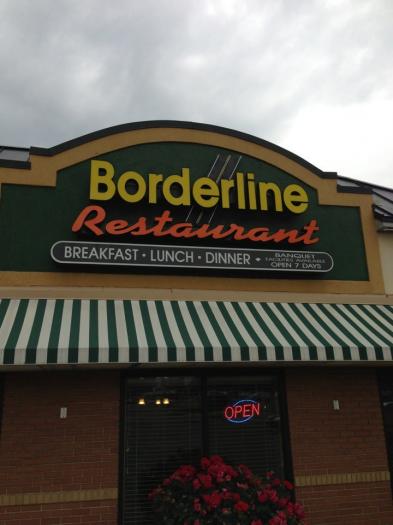 Borderline
Restaurant
BREAKFAST · LUNCH · DINNER · BANQUET
FACILITIES AVAILABLE
OPEN 7 DAYS
OPEN